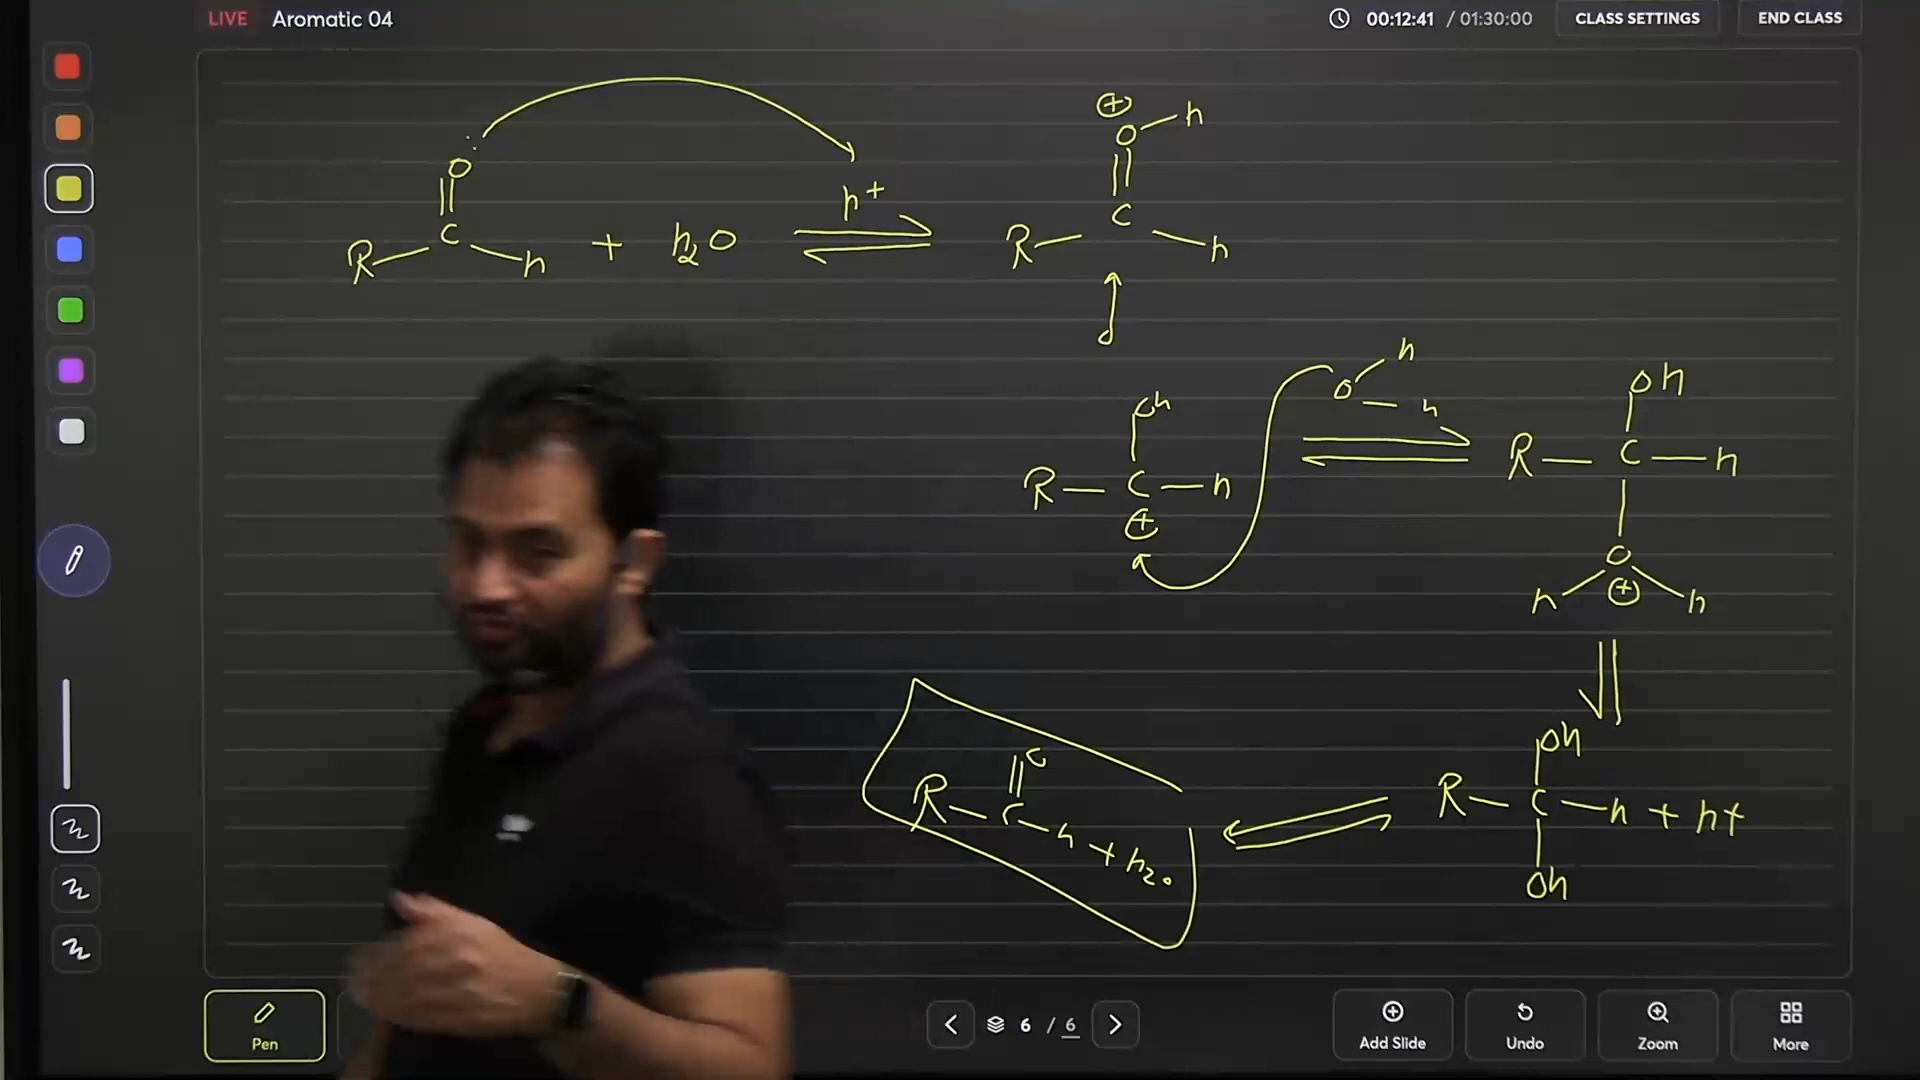 LIVE Aromatic 04 00:12:41 / 01:30:00 CLASS SETTINGS END CLASS
⊕
O h
O
h+
C
C
R h + h2O R h
h
Oh O oh
h
R C h R C h
⊕
O
h ⊕ h
Oh
O
R C h + h2o R C h + h+
Oh
Pen 6 / 6 Add Slide Undo Zoom More